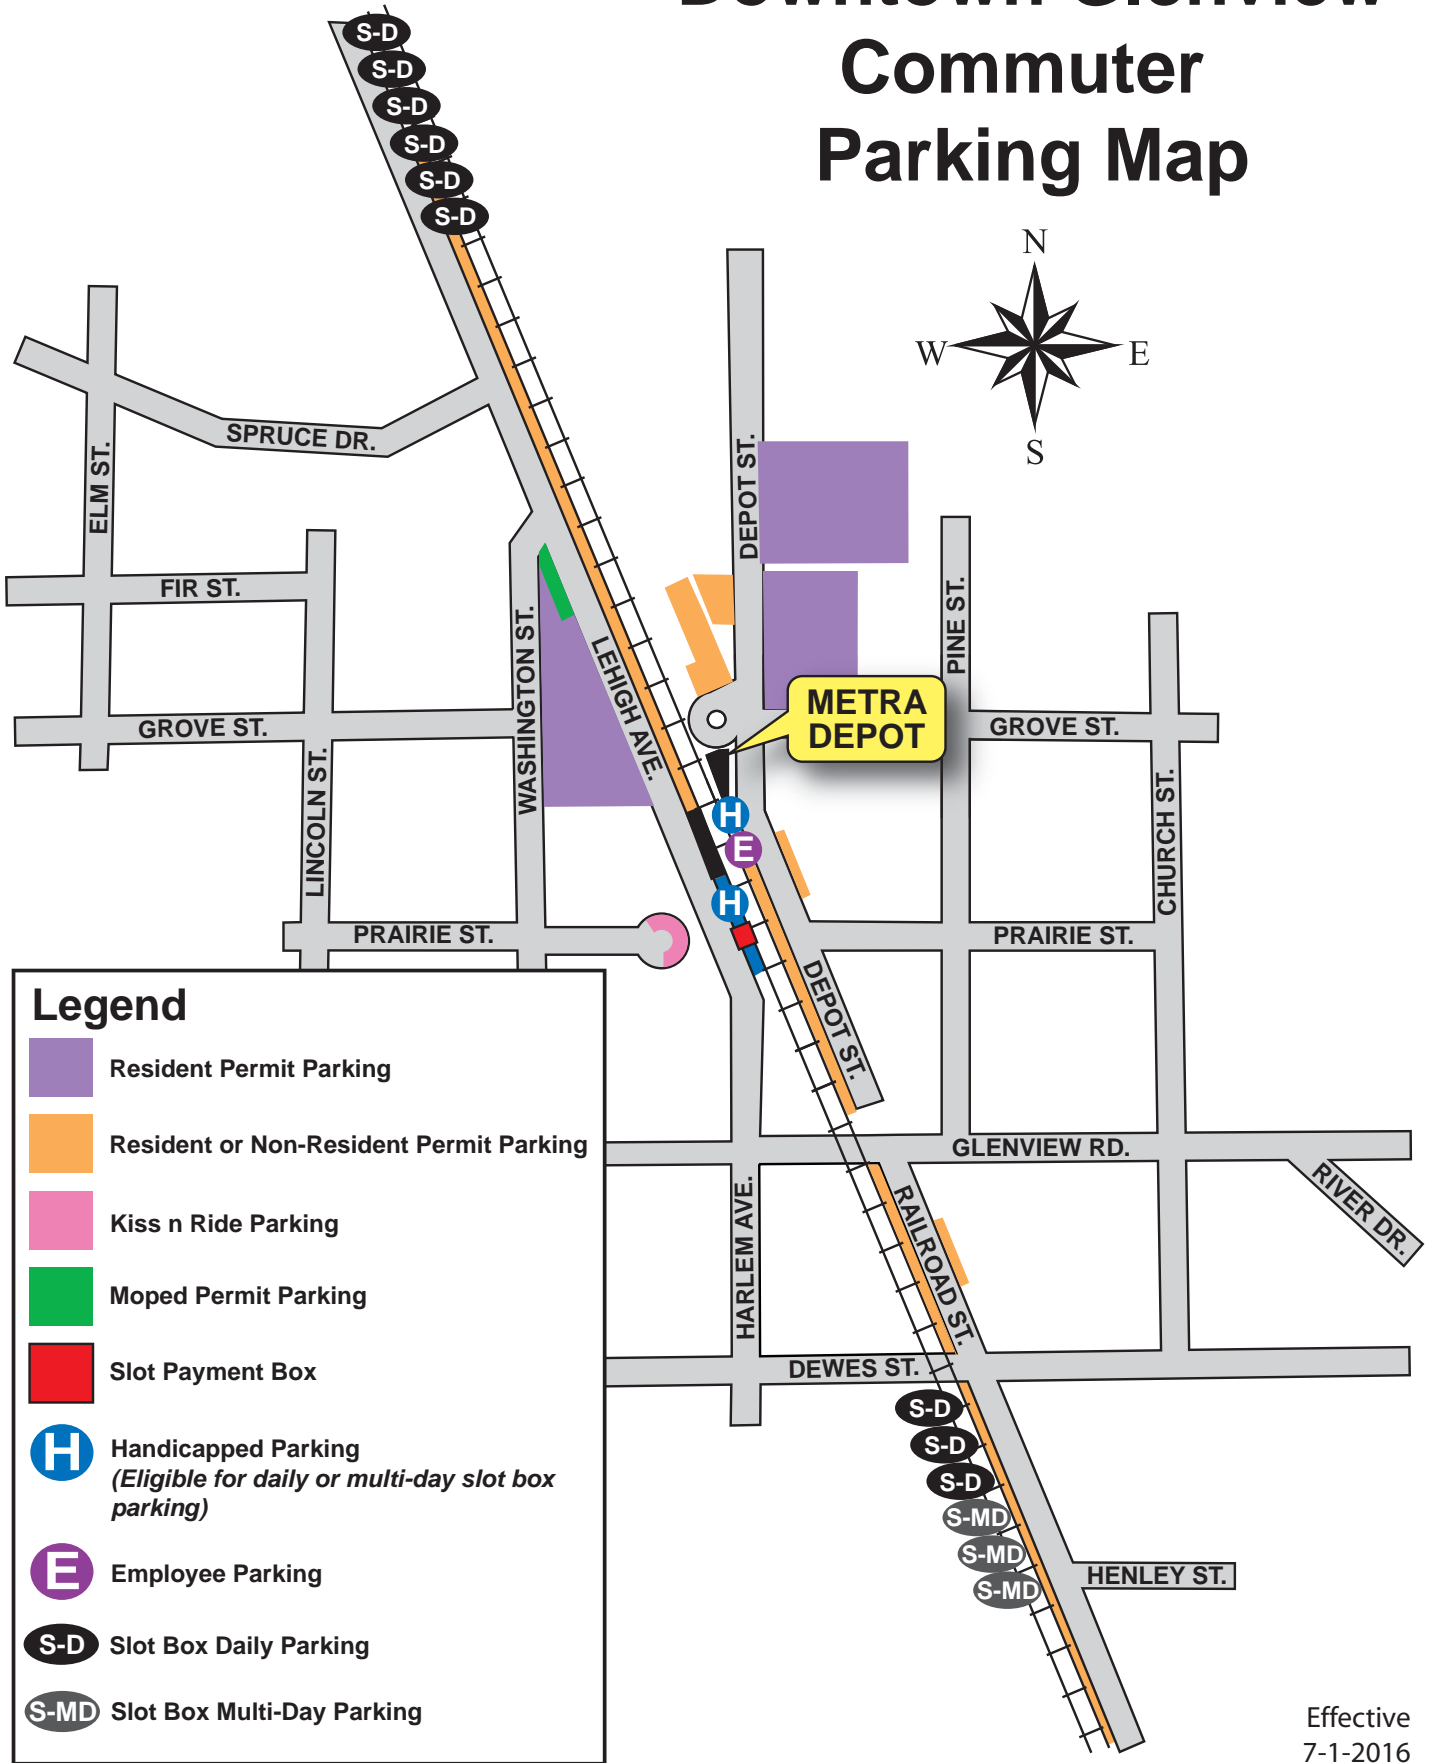 Downtown Glenview
Commuter
Parking Map
S-D
S-D
S-D
S-D
S-D
S-D
N
W
E
S
SPRUCE DR.
ELM ST.
DEPOT ST.
FIR ST.
PINE ST.
WASHINGTON ST.
LEHIGH AVE.
METRA
DEPOT
GROVE ST.
GROVE ST.
LINCOLN ST.
CHURCH ST.
H
E
H
PRAIRIE ST.
PRAIRIE ST.
DEPOT ST.
GLENVIEW RD.
RIVER DR.
HARLEM AVE.
RAILROAD ST.
DEWES ST.
S-D
S-D
S-D
S-MD
S-MD
S-MD
HENLEY ST.
Legend
Resident Permit Parking
Resident or Non-Resident Permit Parking
Kiss n Ride Parking
Moped Permit Parking
Slot Payment Box
H
Handicapped Parking
(Eligible for daily or multi-day slot box
parking)
E
Employee Parking
S-D
Slot Box Daily Parking
S-MD
Slot Box Multi-Day Parking
Effective
7-1-2016